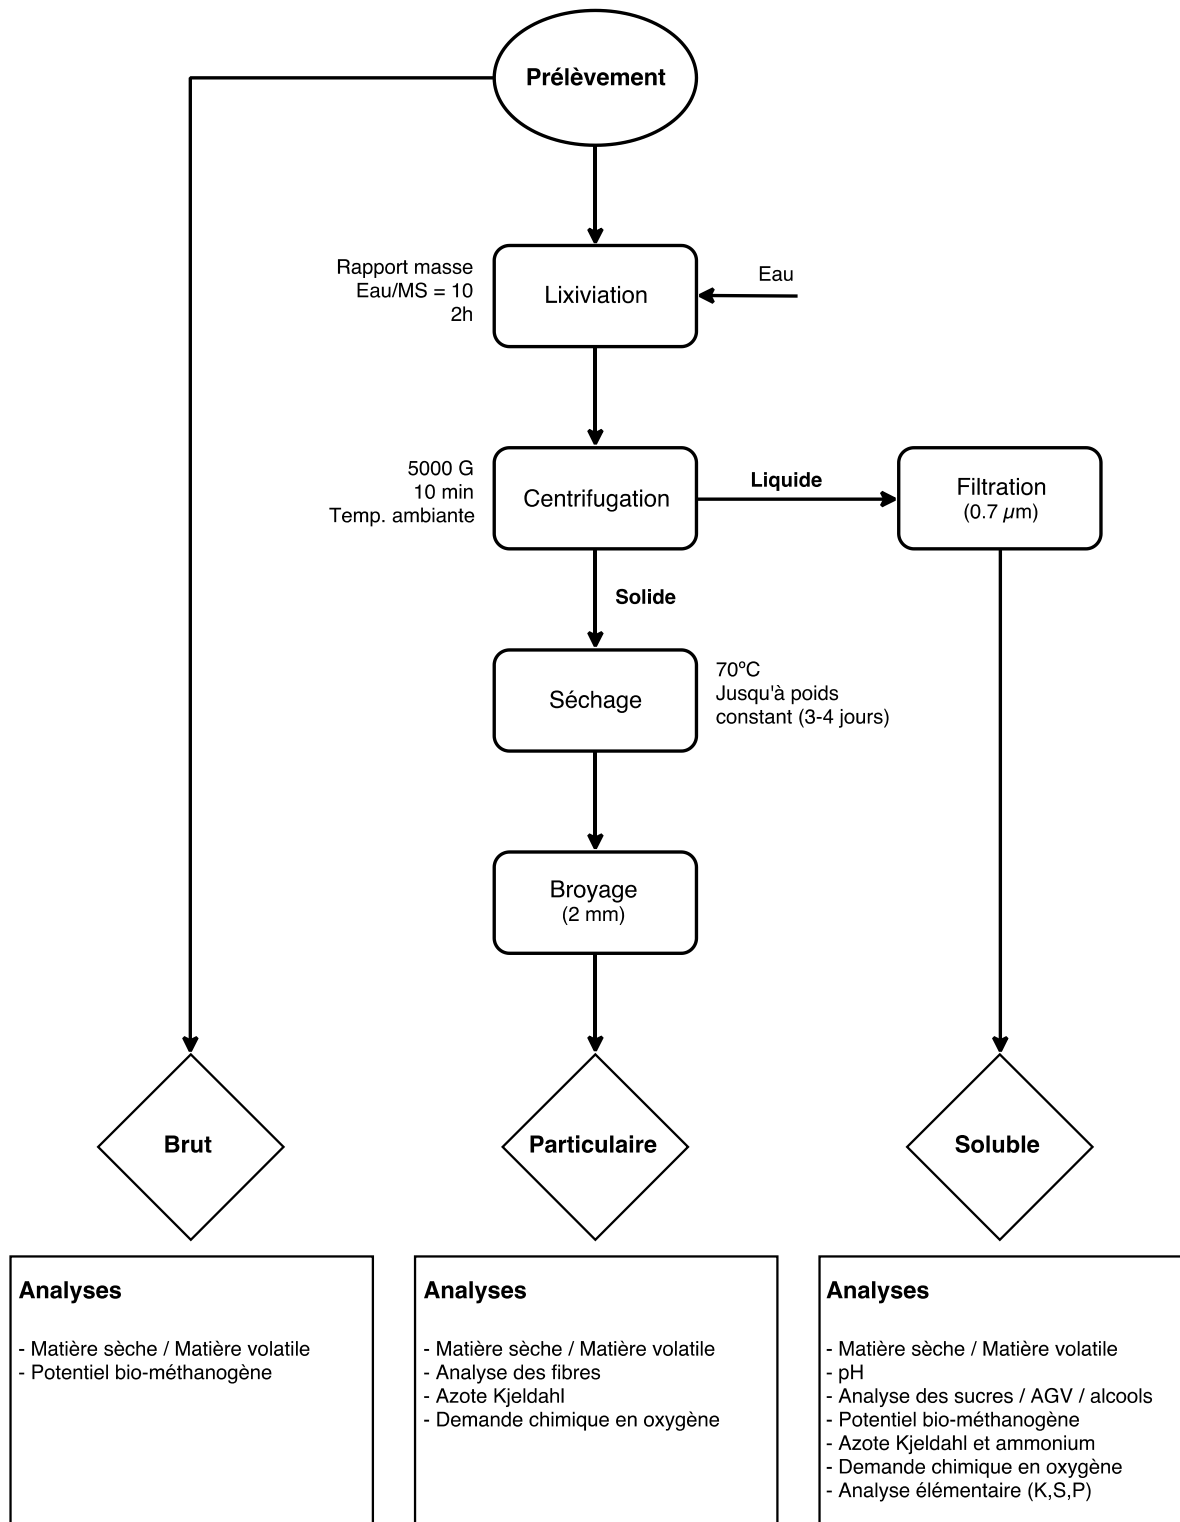 Prélèvement
Rapport masse
Eau/MS = 10
2h
Lixiviation
Eau
5000 G
10 min
Temp. ambiante
Centrifugation
Liquide
Filtration
(0.7 µm)
Solide
Séchage
70ºC
Jusqu'à poids
constant (3-4 jours)
Broyage
(2 mm)
Brut
Particulaire
Soluble
Analyses
- Matière sèche / Matière volatile
- Potentiel bio-méthanogène
Analyses
- Matière sèche / Matière volatile
- Analyse des fibres
- Azote Kjeldahl
- Demande chimique en oxygène
Analyses
- Matière sèche / Matière volatile
- pH
- Analyse des sucres / AGV / alcools
- Potentiel bio-méthanogène
- Azote Kjeldahl et ammonium
- Demande chimique en oxygène
- Analyse élémentaire (K,S,P)